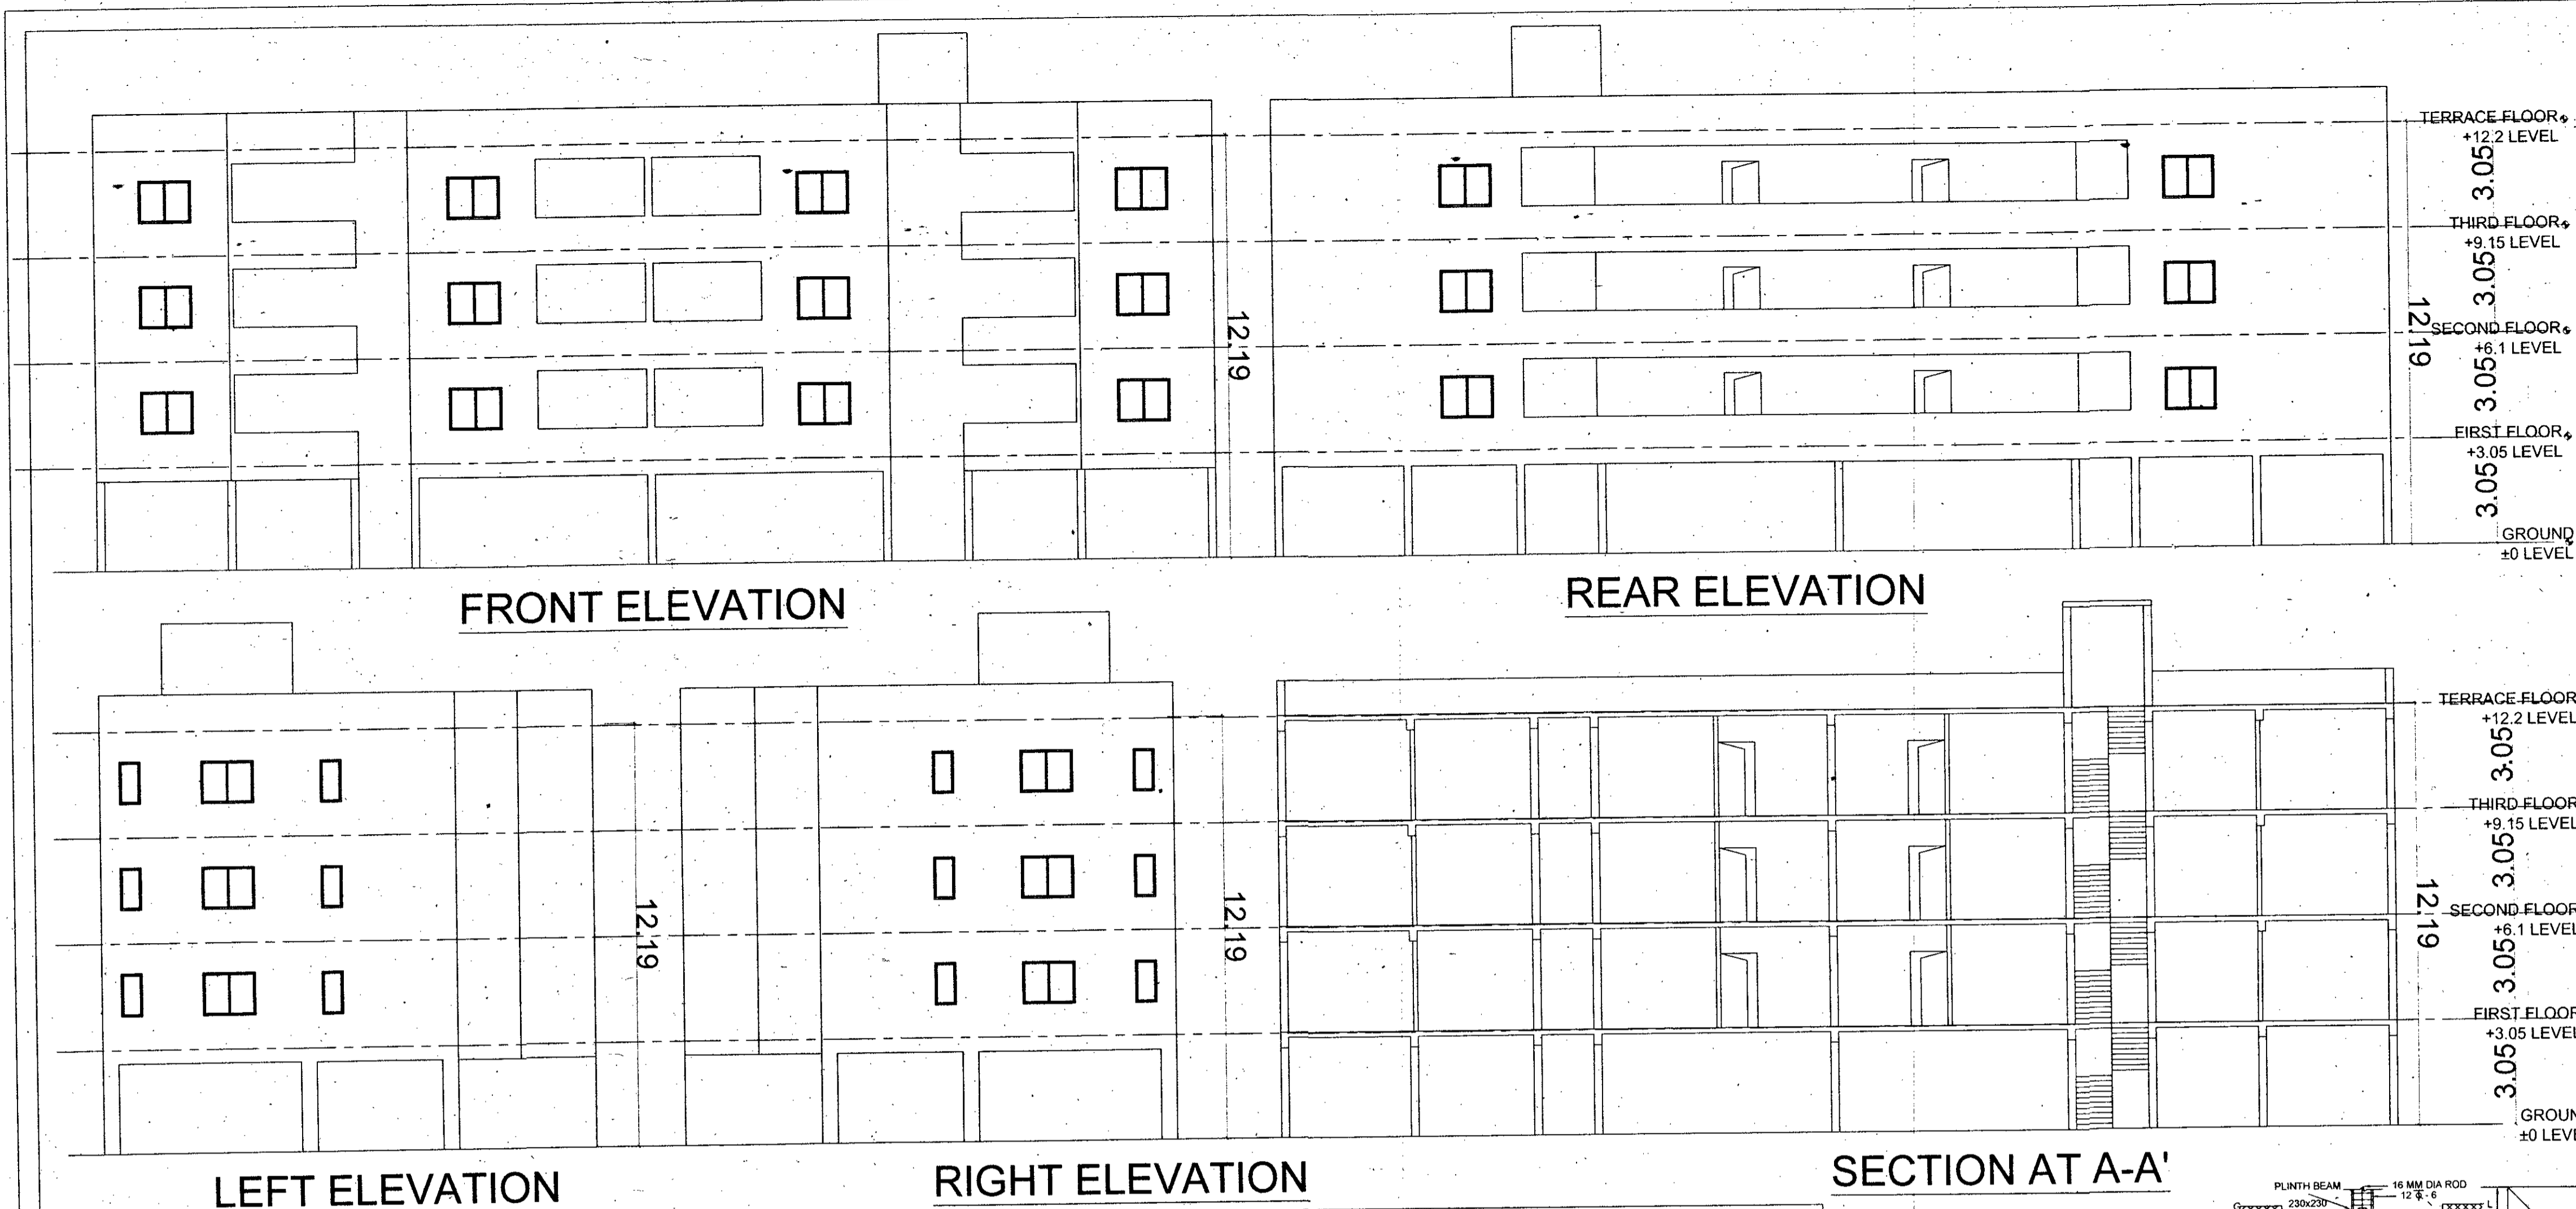 TERRACE FLOOR
+12.2 LEVEL
3.05
THIRD FLOOR
+9.15 LEVEL
3.05
12.19
12.19
SECOND FLOOR
+6.1 LEVEL
3.05
FIRST FLOOR
+3.05 LEVEL
3.05
GROUND
±0 LEVEL
FRONT ELEVATION
REAR ELEVATION
TERRACE FLOOR
+12.2 LEVEL
3.05
THIRD FLOOR
+9.15 LEVEL
3.05
12.19
12.19
12.19
SECOND FLOOR
+6.1 LEVEL
3.05
FIRST FLOOR
+3.05 LEVEL
3.05
GROUN
±0 LEVE
LEFT ELEVATION
RIGHT ELEVATION
SECTION AT A-A'
PLINTH BEAM
16 MM DIA ROD
230x230